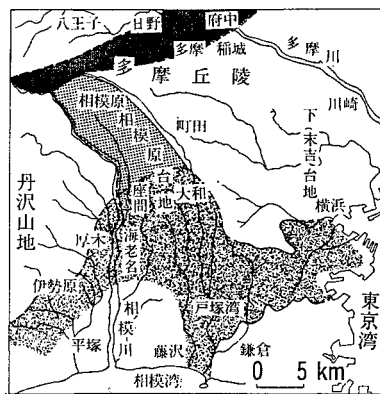 八王子
日野
府中
多摩
稲城
多摩川
川崎
多摩丘陵
相模原
相模原台地
町田
下末吉台地
丹沢山地
座間
大和
横浜
厚木
海老名
伊勢原
相模川
戸塚湾
東京湾
平塚
藤沢
鎌倉
相模湾
0 5 km